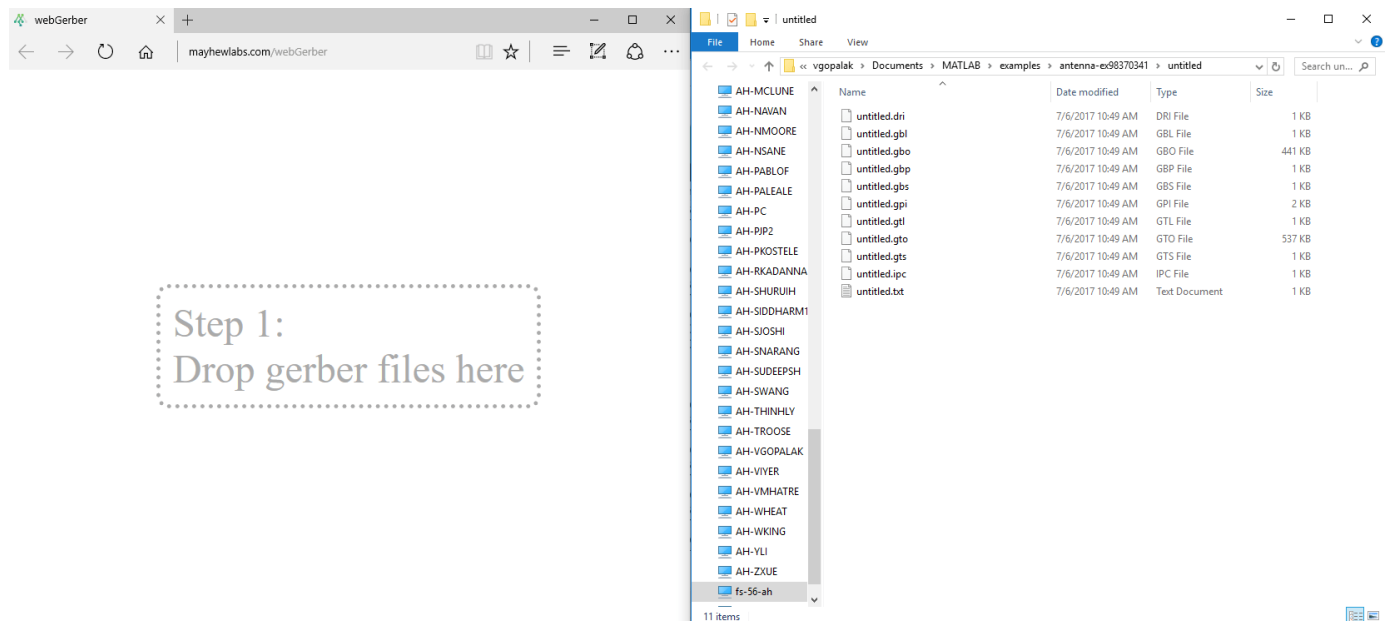 webGerber
mayhewlabs.com/webGerber
Step 1:
Drop gerber files here
untitled
File Home Share View
« vgopalak > Documents > MATLAB > examples > antenna-ex98370341 > untitled
Search un...
AH-MCLUNE
AH-NAVAN
AH-NMOORE
AH-NSANE
AH-PABLOF
AH-PALEALE
AH-PC
AH-PJP2
AH-PKOSTELE
AH-RKADANNA
AH-SHURUIH
AH-SIDDHARM1
AH-SJOSHI
AH-SNARANG
AH-SUDEEPSH
AH-SWANG
AH-THINHLY
AH-TROOSE
AH-VGOPALAK
AH-VIYER
AH-VMHATRE
AH-WHEAT
AH-WKING
AH-YLI
AH-ZXUE
fs-56-ah
Name Date modified Type Size
untitled.dri 7/6/2017 10:49 AM DRI File 1 KB
untitled.gbl 7/6/2017 10:49 AM GBL File 1 KB
untitled.gbo 7/6/2017 10:49 AM GBO File 441 KB
untitled.gbp 7/6/2017 10:49 AM GBP File 1 KB
untitled.gbs 7/6/2017 10:49 AM GBS File 1 KB
untitled.gpi 7/6/2017 10:49 AM GPI File 2 KB
untitled.gtl 7/6/2017 10:49 AM GTL File 1 KB
untitled.gto 7/6/2017 10:49 AM GTO File 537 KB
untitled.gts 7/6/2017 10:49 AM GTS File 1 KB
untitled.ipc 7/6/2017 10:49 AM IPC File 1 KB
untitled.txt 7/6/2017 10:49 AM Text Document 1 KB
11 items